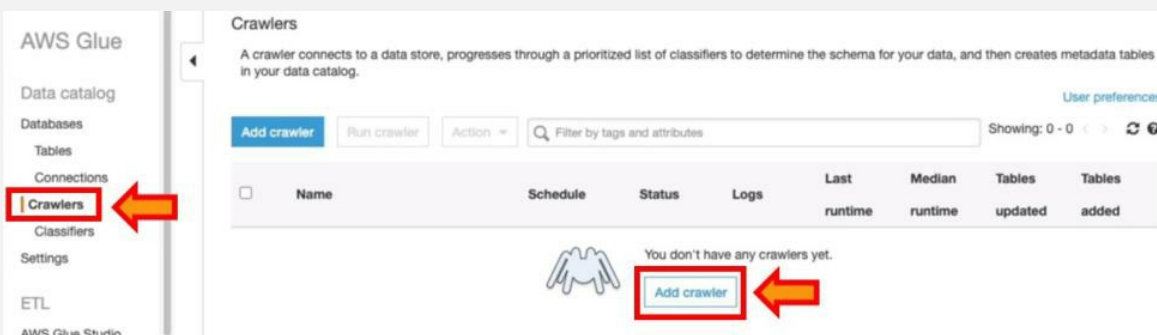 AWS Glue
Data catalog
Databases
Tables
Connections
Crawlers
Classifiers
Settings
ETL
AWS Glue Studio
Crawlers
A crawler connects to a data store, progresses through a prioritized list of classifiers to determine the schema for your data, and then creates metadata tables
in your data catalog.
User preferences
Add crawler Run crawler Action Filter by tags and attributes Showing: 0 - 0
Name Schedule Status Logs Last runtime Median runtime Tables updated Tables added
You don't have any crawlers yet.
Add crawler